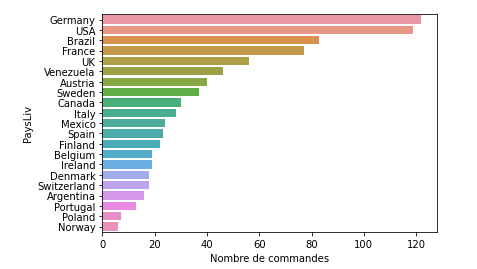 Germany
USA
Brazil
France
UK
Venezuela
Austria
Sweden
Canada
Italy
Mexico
Spain
Finland
Belgium
Ireland
Denmark
Switzerland
Argentina
Portugal
Poland
Norway
PaysLiv
0 20 40 60 80 100 120
Nombre de commandes